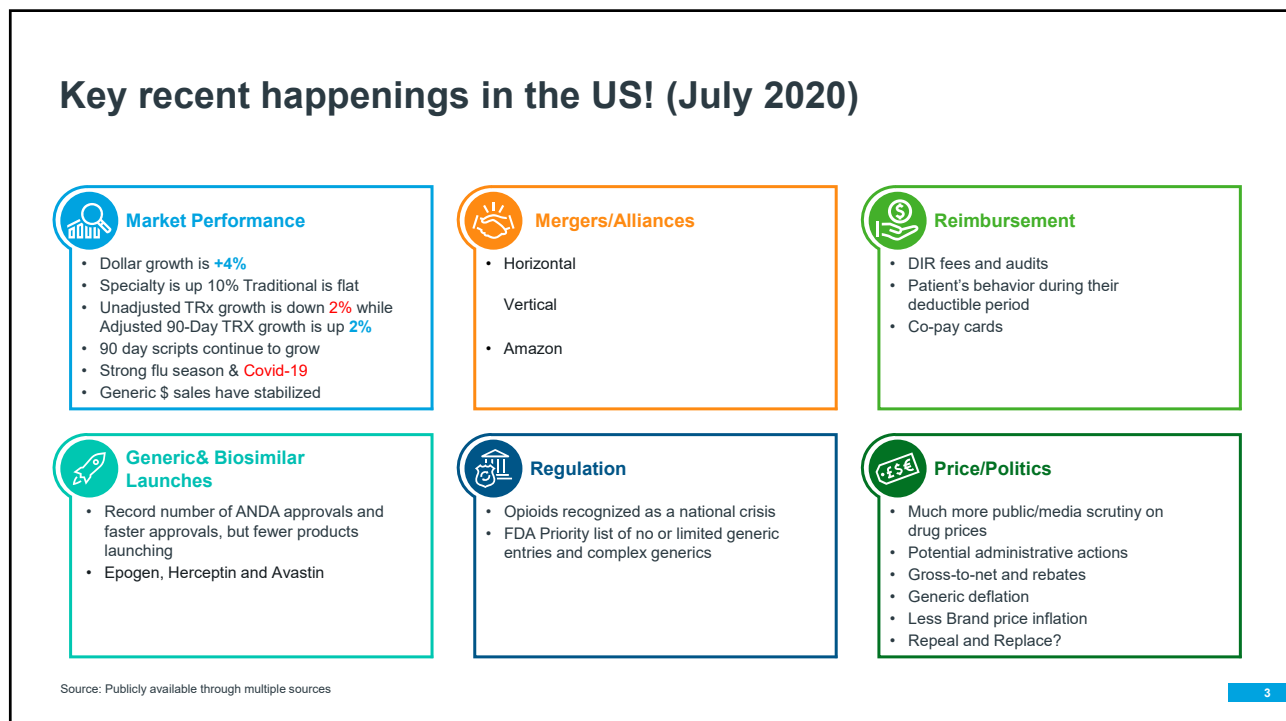 Key recent happenings in the US! (July 2020)
Market Performance
• Dollar growth is +4%
• Specialty is up 10% Traditional is flat
• Unadjusted TRx growth is down 2% while
Adjusted 90-Day TRX growth is up 2%
• 90 day scripts continue to grow
• Strong flu season & Covid-19
• Generic $ sales have stabilized
Mergers/Alliances
• Horizontal
Vertical
• Amazon
Reimbursement
• DIR fees and audits
• Patient’s behavior during their
deductible period
• Co-pay cards
Generic& Biosimilar
Launches
• Record number of ANDA approvals and
faster approvals, but fewer products
launching
• Epogen, Herceptin and Avastin
Regulation
• Opioids recognized as a national crisis
• FDA Priority list of no or limited generic
entries and complex generics
Price/Politics
• Much more public/media scrutiny on
drug prices
• Potential administrative actions
• Gross-to-net and rebates
• Generic deflation
• Less Brand price inflation
• Repeal and Replace?
Source: Publicly available through multiple sources
3